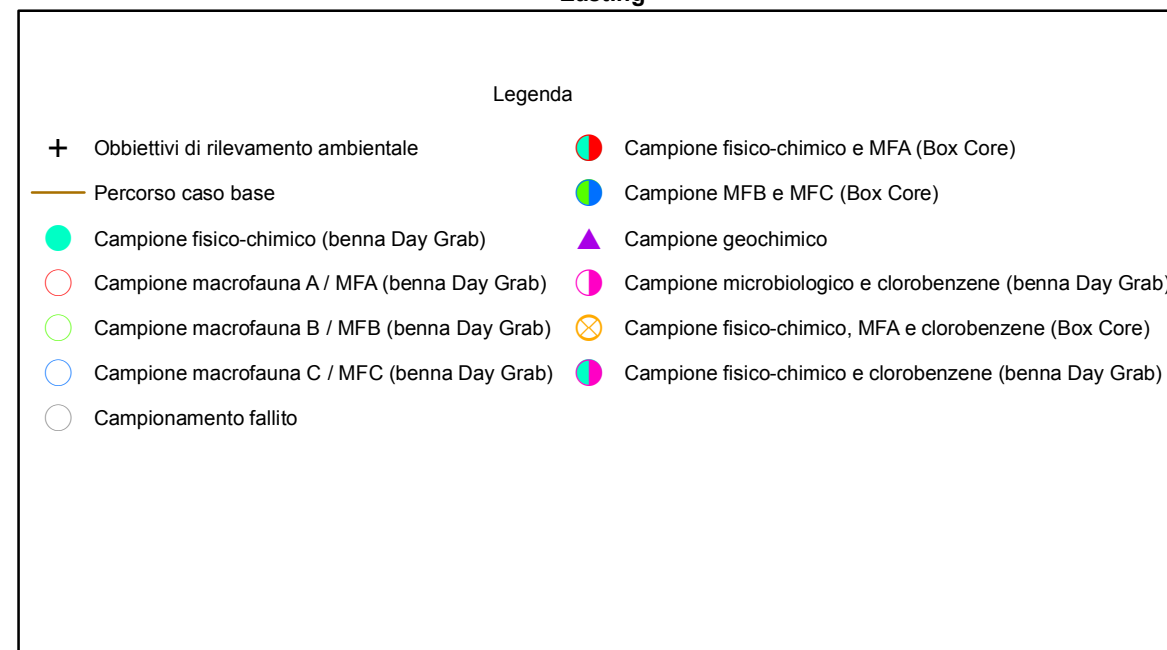 Easting
Legenda
Obbiettivi di rilevamento ambientale
Percorso caso base
Campione fisico-chimico (benna Day Grab)
Campione macrofauna A / MFA (benna Day Grab)
Campione macrofauna B / MFB (benna Day Grab)
Campione macrofauna C / MFC (benna Day Grab)
Campionamento fallito
Campione fisico-chimico e MFA (Box Core)
Campione MFB e MFC (Box Core)
Campione geochimico
Campione microbiologico e clorobenzene (benna Day Grab)
Campione fisico-chimico, MFA e clorobenzene (Box Core)
Campione fisico-chimico e clorobenzene (benna Day Grab)